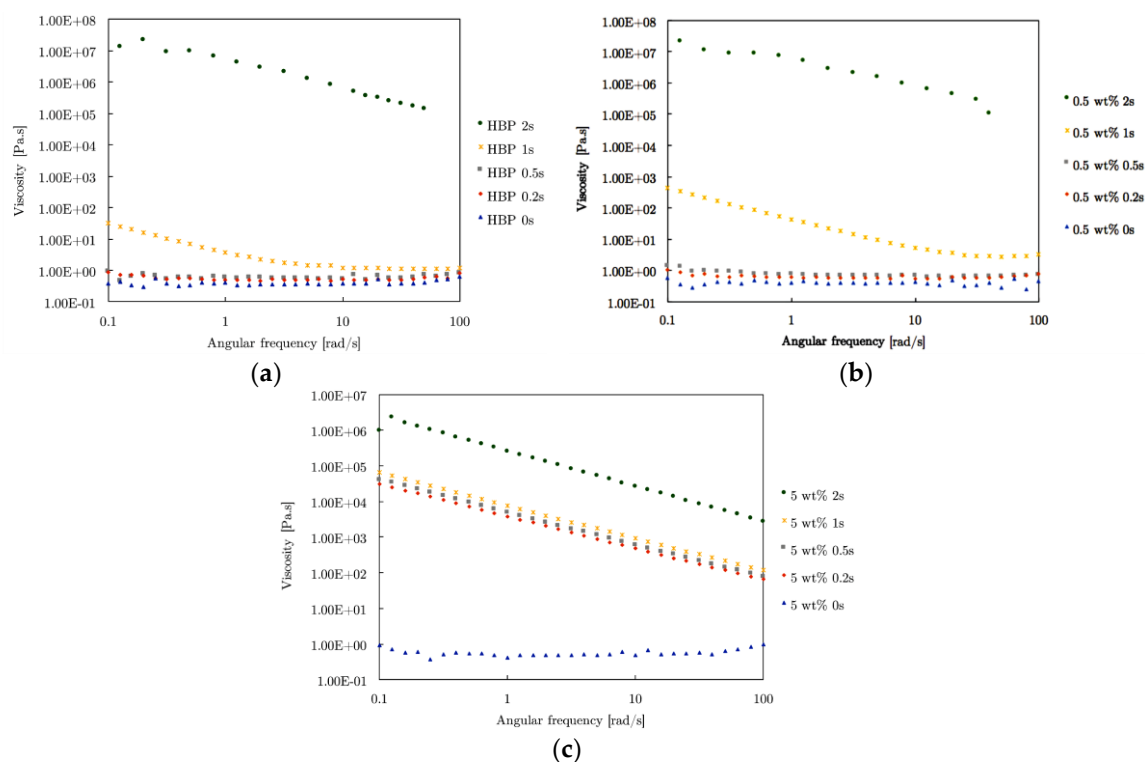 1.00E+08
1.00E+07
1.00E+06
1.00E+05
1.00E+04
1.00E+03
1.00E+02
1.00E+01
1.00E+00
1.00E-01
Viscosity [Pa.s]
0.1 1 10 100
Angular frequency [rad/s]
HBP 2s
HBP 1s
HBP 0.5s
HBP 0.2s
HBP 0s
(a)
1.00E+08
1.00E+07
1.00E+06
1.00E+05
1.00E+04
1.00E+03
1.00E+02
1.00E+01
1.00E+00
1.00E-01
Viscosity [Pa.s]
0.1 1 10 100
Angular frequency [rad/s]
0.5 wt% 2s
0.5 wt% 1s
0.5 wt% 0.5s
0.5 wt% 0.2s
0.5 wt% 0s
(b)
1.00E+07
1.00E+06
1.00E+05
1.00E+04
1.00E+03
1.00E+02
1.00E+01
1.00E+00
1.00E-01
Viscosity [Pa.s]
0.1 1 10 100
Angular frequency [rad/s]
5 wt% 2s
5 wt% 1s
5 wt% 0.5s
5 wt% 0.2s
5 wt% 0s
(c)